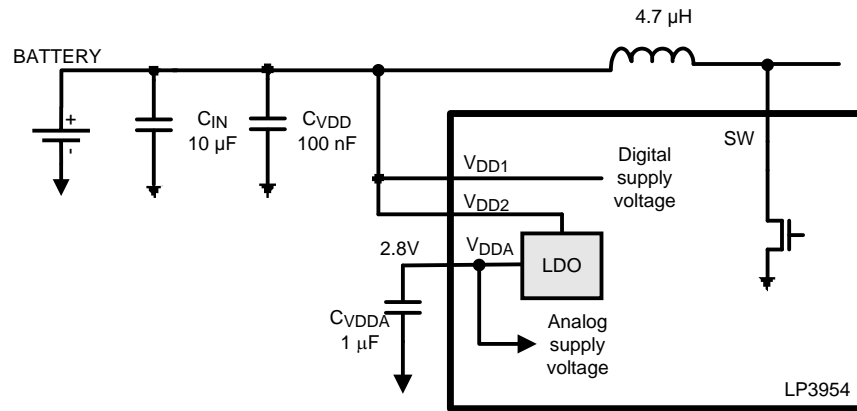 4.7 µH
BATTERY
+
-
CIN
10 µF
CVDD
100 nF
SW
VDD1
Digital
supply
voltage
VDD2
2.8V
VDDA
LDO
CVDDA
1 µF
Analog
supply
voltage
LP3954